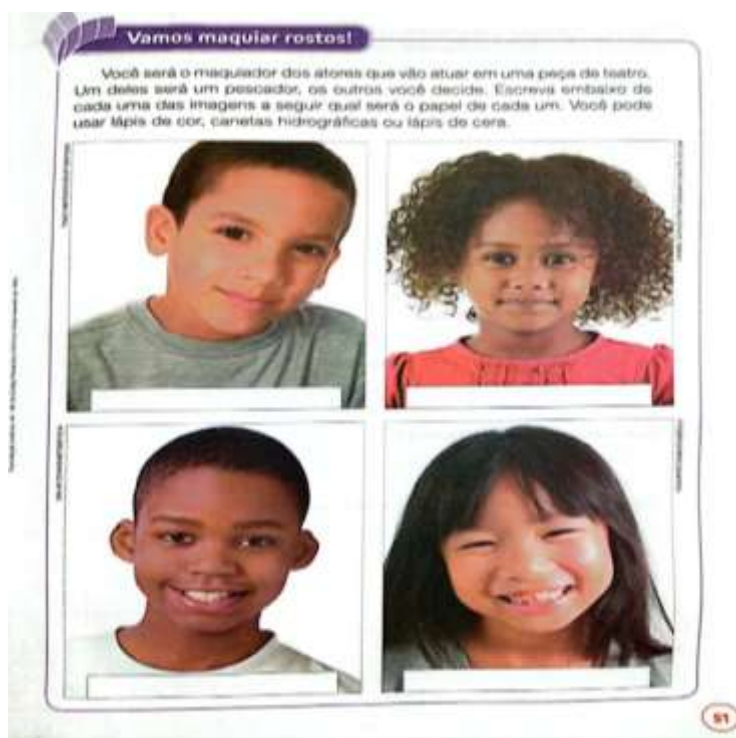 Vamos maquiar rostos!
Você será o maquiador dos atores que vão atuar em uma peça de teatro.
Um deles será um pescador, os outros você decide. Escreva embaixo de
cada uma das imagens a seguir qual será o papel de cada um. Você pode
usar lápis de cor, canetas hidrográficas ou lápis de cera.
51